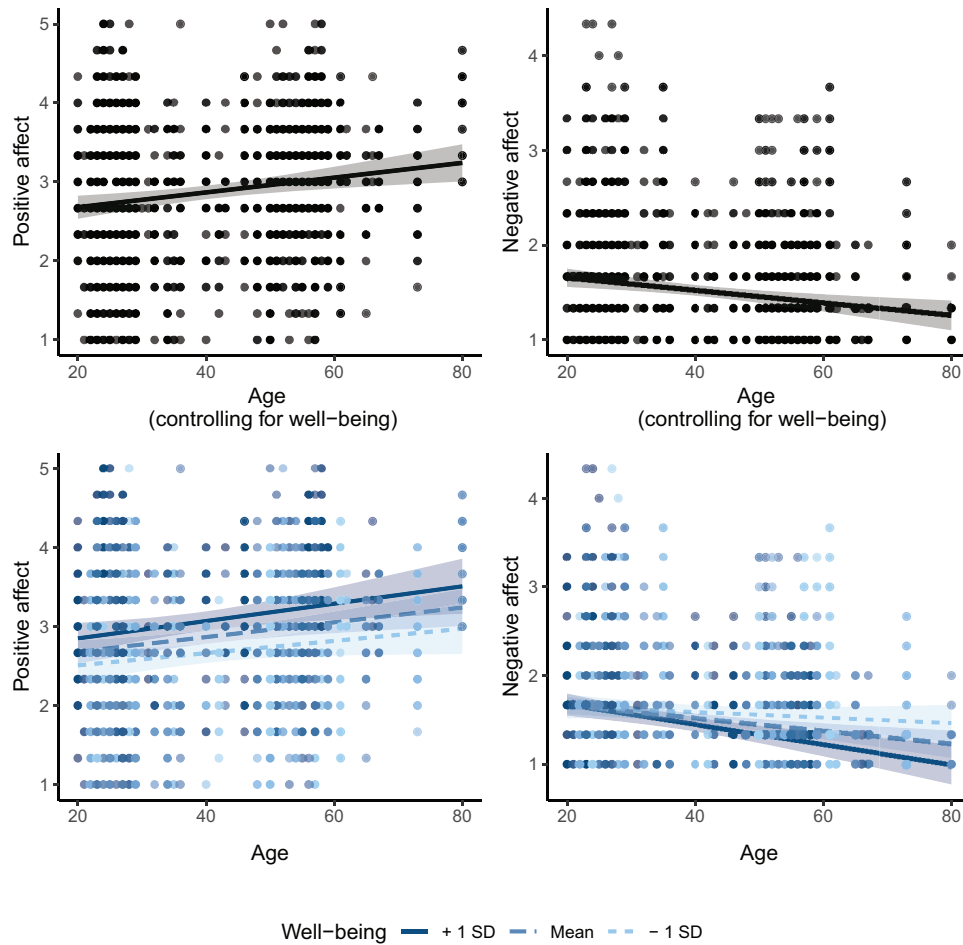 5
4
3
2
1
Positive affect
20 40 60 80
Age
(controlling for well−being)
4
3
2
1
Negative affect
20 40 60 80
Age
(controlling for well−being)
5
4
3
2
1
Positive affect
20 40 60 80
Age
4
3
2
1
Negative affect
20 40 60 80
Age
Well−being + 1 SD Mean − 1 SD